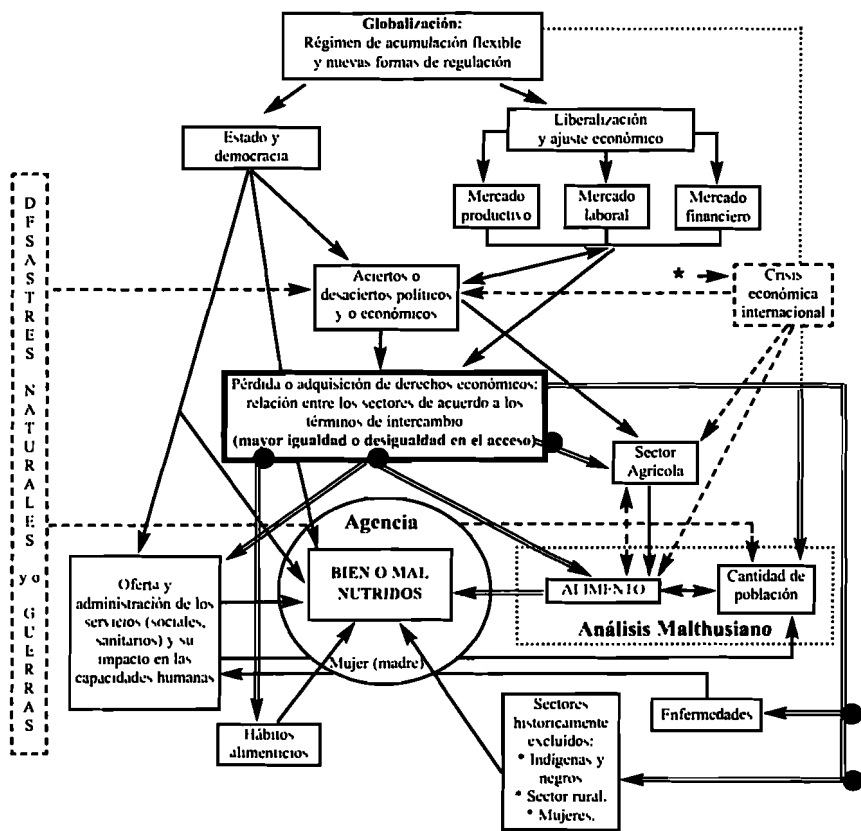 Globalización:
Régimen de acumulación flexible
y nuevas formas de regulación
Estado y
democracia
Liberalización
y ajuste económico
Mercado
productivo
Mercado
laboral
Mercado
financiero
DESASTRES NATURALES y o GUERRAS
Aciertos o
desaciertos políticos
y o económicos
*
Crisis
económica
internacional
Pérdida o adquisición de derechos económicos:
relación entre los sectores de acuerdo a los
términos de intercambio
(mayor igualdad o desigualdad en el acceso)
Sector
Agrícola
Agencia
BIEN O MAL
NUTRIDOS
Mujer (madre)
Oferta y
administración de los
servicios (sociales,
sanitarios) y su
impacto en las
capacidades humanas
ALIMENTO
Cantidad de
población
Análisis Malthusiano
Hábitos
alimenticios
Sectores
historicamente
excluidos:
* Indígenas y
negros
* Sector rural.
* Mujeres.
Enfermedades